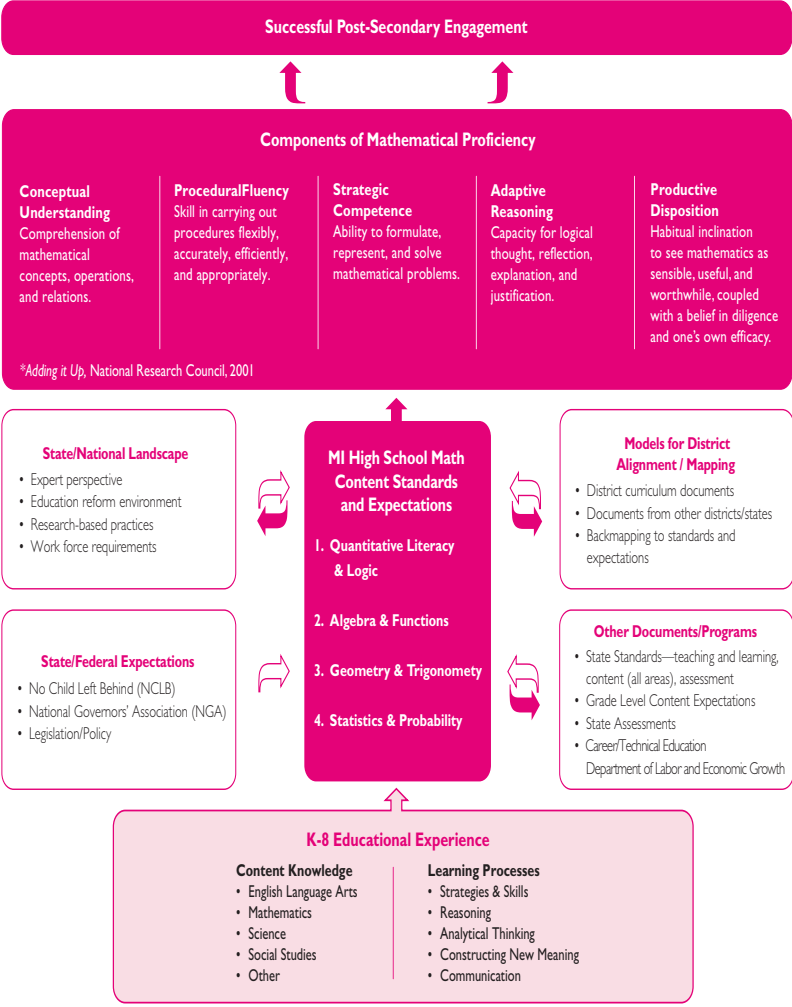 Successful Post-Secondary Engagement
Components of Mathematical Proficiency
Conceptual
Understanding
Comprehension of
mathematical
concepts, operations,
and relations.
ProceduralFluency
Skill in carrying out
procedures flexibly,
accurately, efficiently,
and appropriately.
Strategic
Competence
Ability to formulate,
represent, and solve
mathematical problems.
Adaptive
Reasoning
Capacity for logical
thought, reflection,
explanation, and
justification.
Productive
Disposition
Habitual inclination
to see mathematics as
sensible, useful, and
worthwhile, coupled
with a belief in diligence
and one's own efficacy.
*Adding it Up, National Research Council, 2001
State/National Landscape
• Expert perspective
• Education reform environment
• Research-based practices
• Work force requirements
State/Federal Expectations
• No Child Left Behind (NCLB)
• National Governors' Association (NGA)
• Legislation/Policy
MI High School Math
Content Standards
and Expectations
1. Quantitative Literacy
& Logic
2. Algebra & Functions
3. Geometry & Trigonomety
4. Statistics & Probability
Models for District
Alignment / Mapping
• District curriculum documents
• Documents from other districts/states
• Backmapping to standards and
expectations
Other Documents/Programs
• State Standards—teaching and learning,
content (all areas), assessment
• Grade Level Content Expectations
• State Assessments
• Career/Technical Education
Department of Labor and Economic Growth
K-8 Educational Experience
Content Knowledge
• English Language Arts
• Mathematics
• Science
• Social Studies
• Other
Learning Processes
• Strategies & Skills
• Reasoning
• Analytical Thinking
• Constructing New Meaning
• Communication